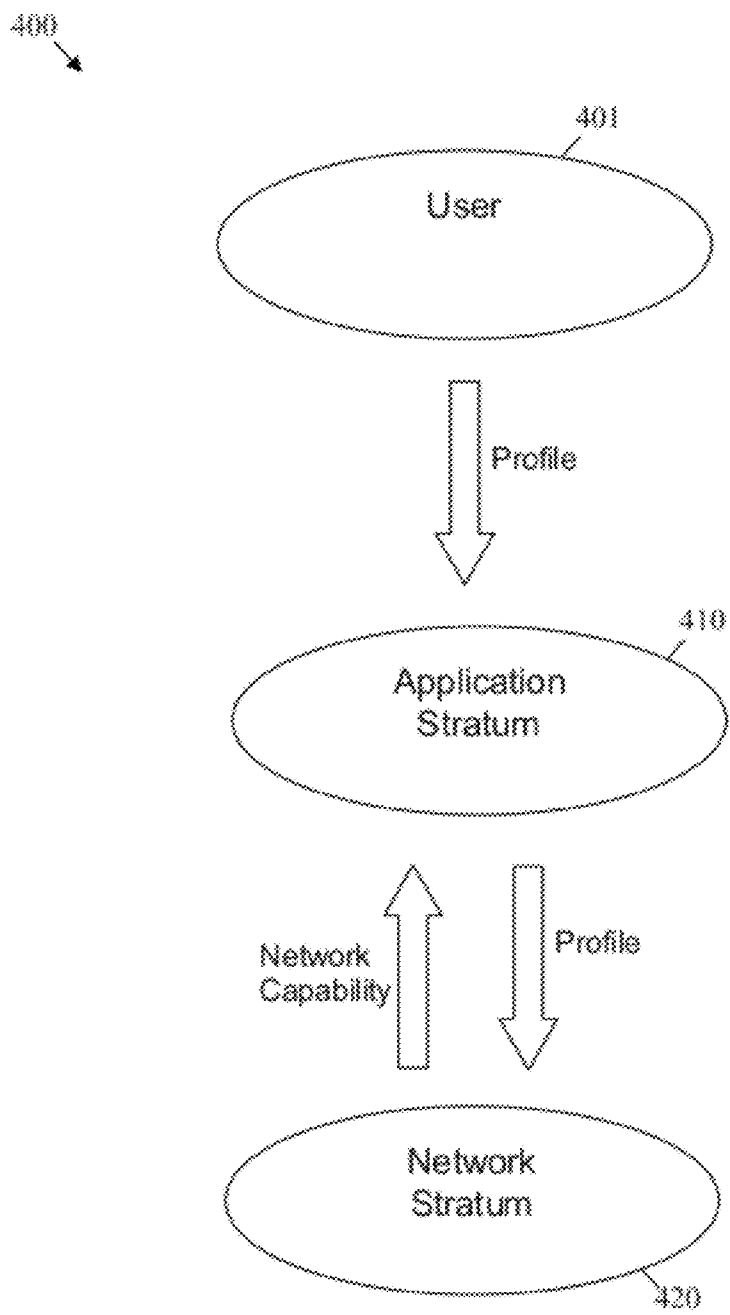 400
401
User
Profile
410
Application
Stratum
Network
Capability
Profile
Network
Stratum
420